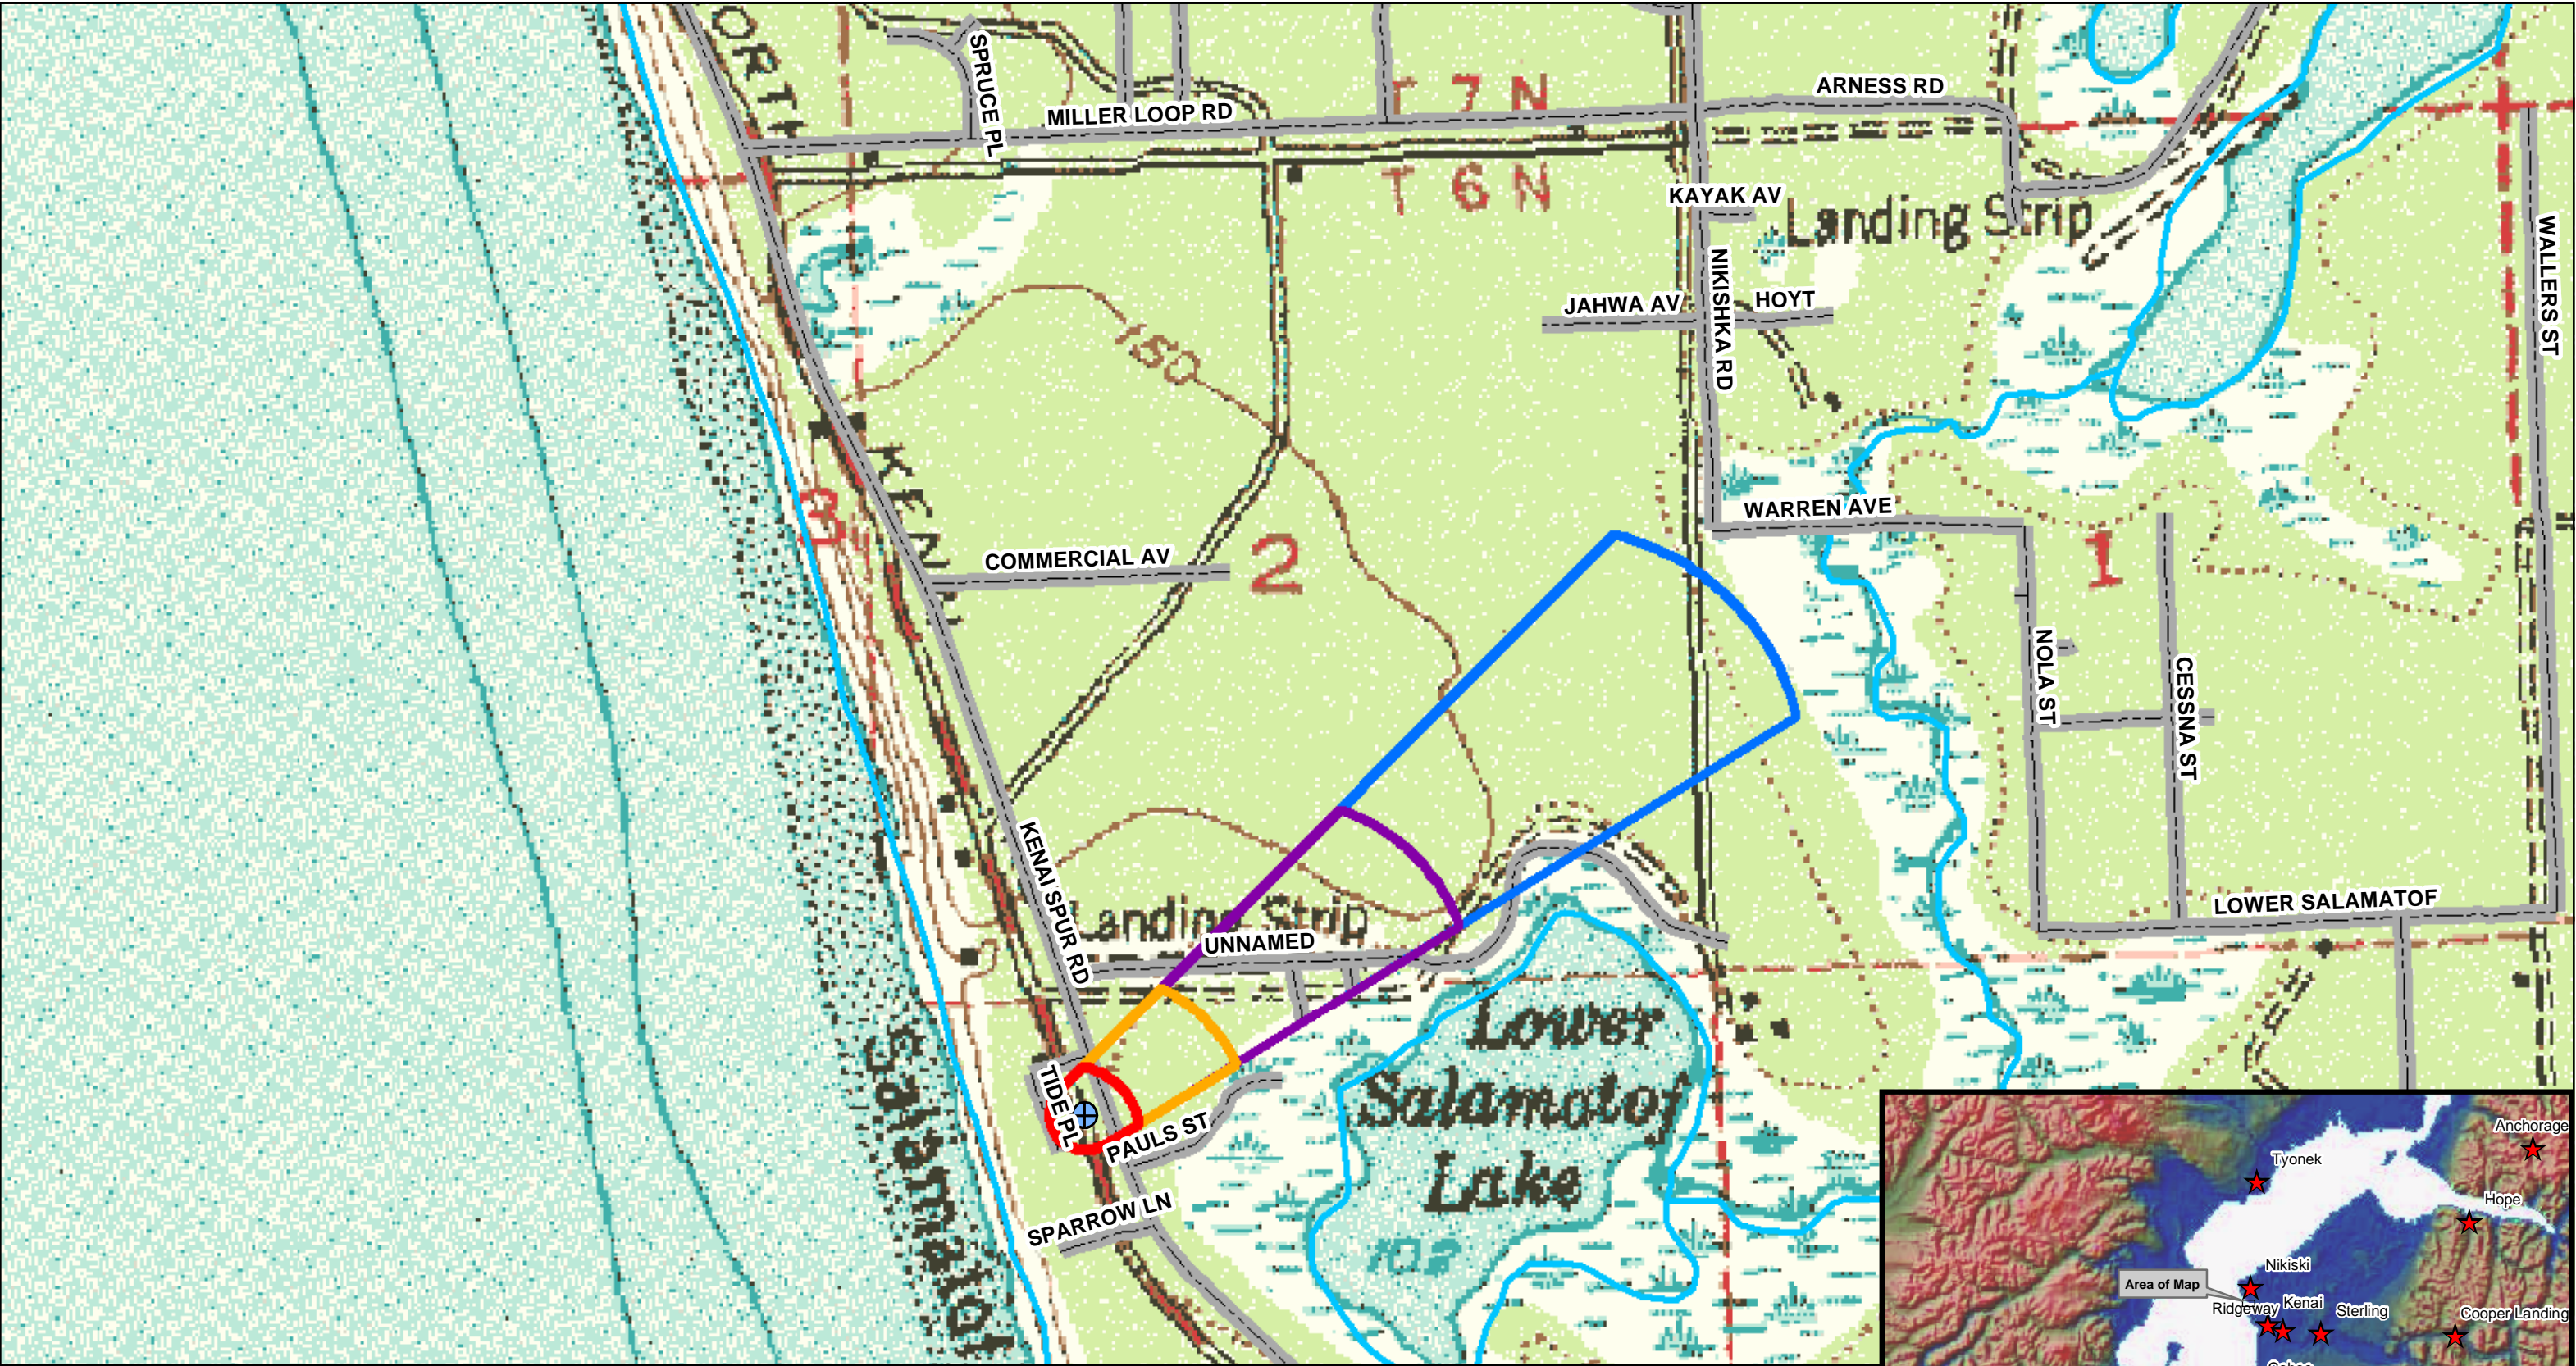 NORTH
SPRUCE PL
MILLER LOOP RD
T 7 N
ARNESS RD
T 6 N
KAYAK AV
Landing Strip
WALLERS ST
JAHWA AV
HOYT
NIKISHKA RD
150
KEN
3
WARREN AVE
COMMERCIAL AV
2
1
NOLA ST
CESSNA ST
KENAI SPUR RD
Landing Strip
UNNAMED
LOWER SALAMATOF
Lower
Salamatof
Lake
103
TIDE PL
PAULS ST
SPARROW LN
Salamatof
Anchorage
Tyonek
Hope
Nikiski
Area of Map
Ridgeway
Kenai
Sterling
Cooper Landing